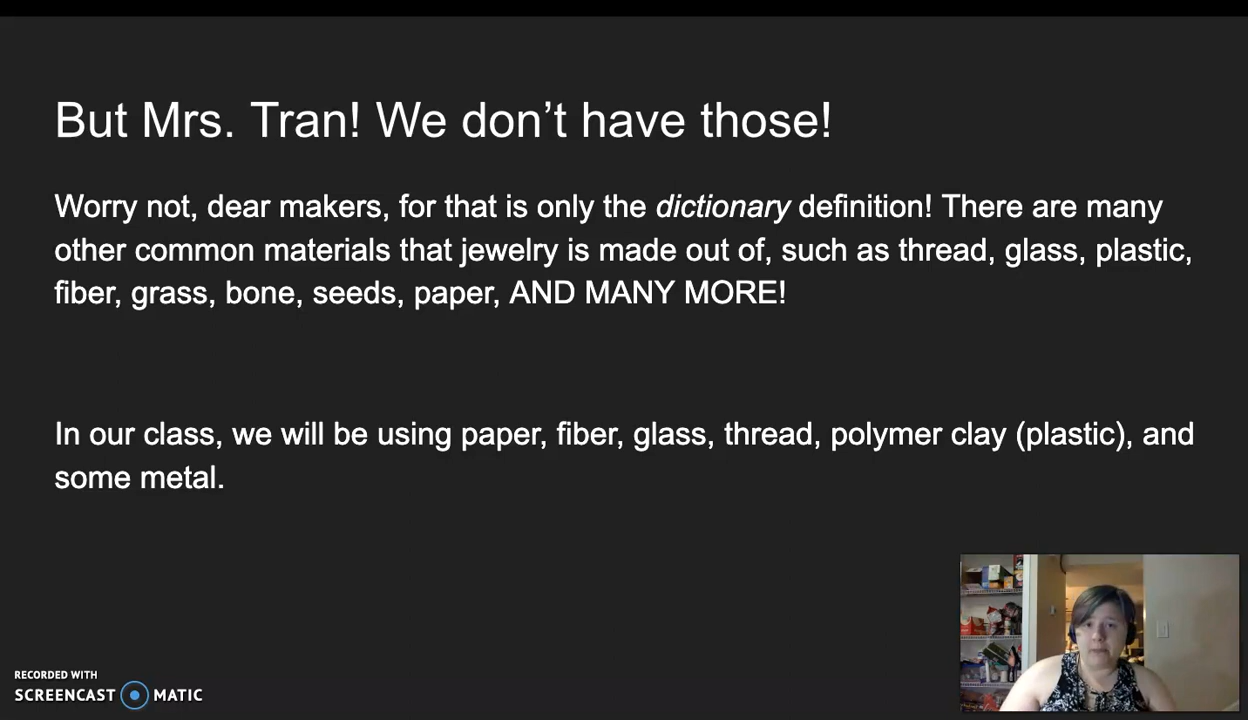 But Mrs. Tran! We don’t have those!
Worry not, dear makers, for that is only the dictionary definition! There are many
other common materials that jewelry is made out of, such as thread, glass, plastic,
fiber, grass, bone, seeds, paper, AND MANY MORE!
In our class, we will be using paper, fiber, glass, thread, polymer clay (plastic), and
some metal.
RECORDED WITH
SCREENCAST MATIC